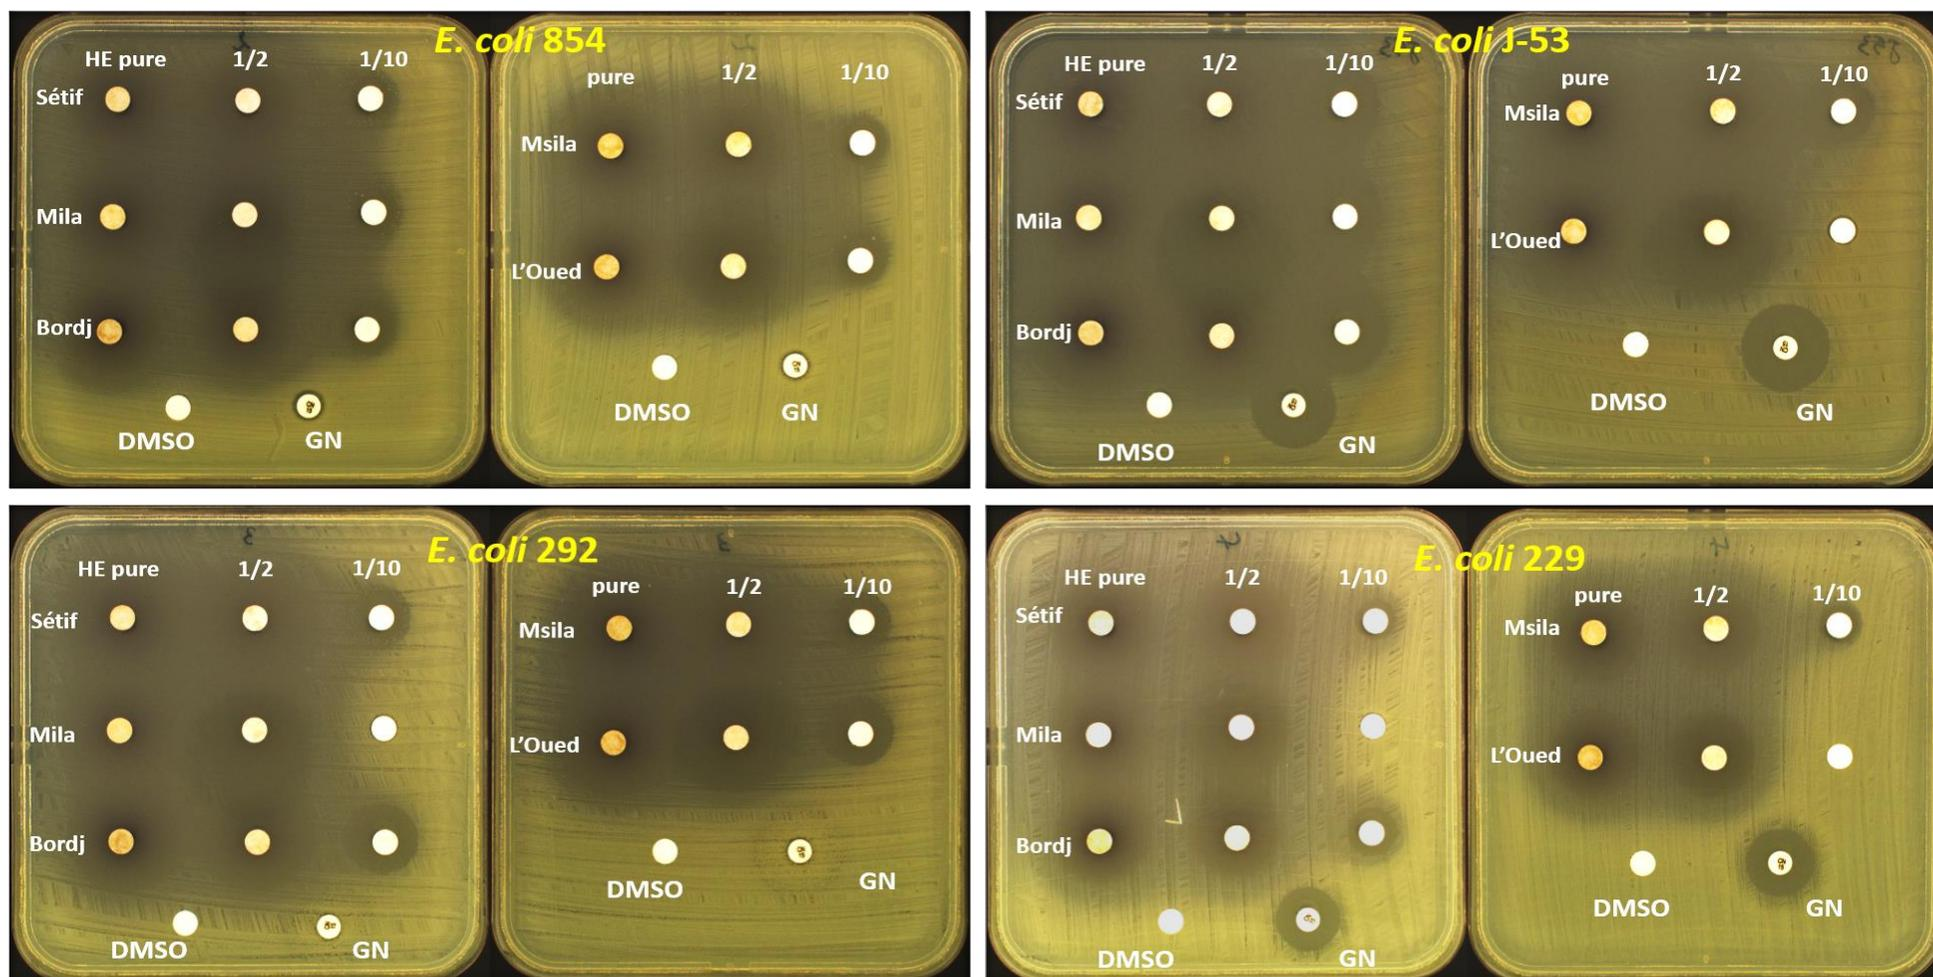 E. coli 854
HE pure 1/2 1/10
Sétif
Mila
Bordj
DMSO GN
pure 1/2 1/10
Msila
L'Oued
DMSO GN
E. coli J-53
HE pure 1/2 1/10
Sétif
Mila
Bordj
DMSO GN
pure 1/2 1/10
Msila
L'Oued
DMSO GN
E. coli 292
HE pure 1/2 1/10
Sétif
Mila
Bordj
DMSO GN
pure 1/2 1/10
Msila
L'Oued
DMSO GN
E. coli 229
HE pure 1/2 1/10
Sétif
Mila
Bordj
DMSO GN
pure 1/2 1/10
Msila
L'Oued
DMSO GN